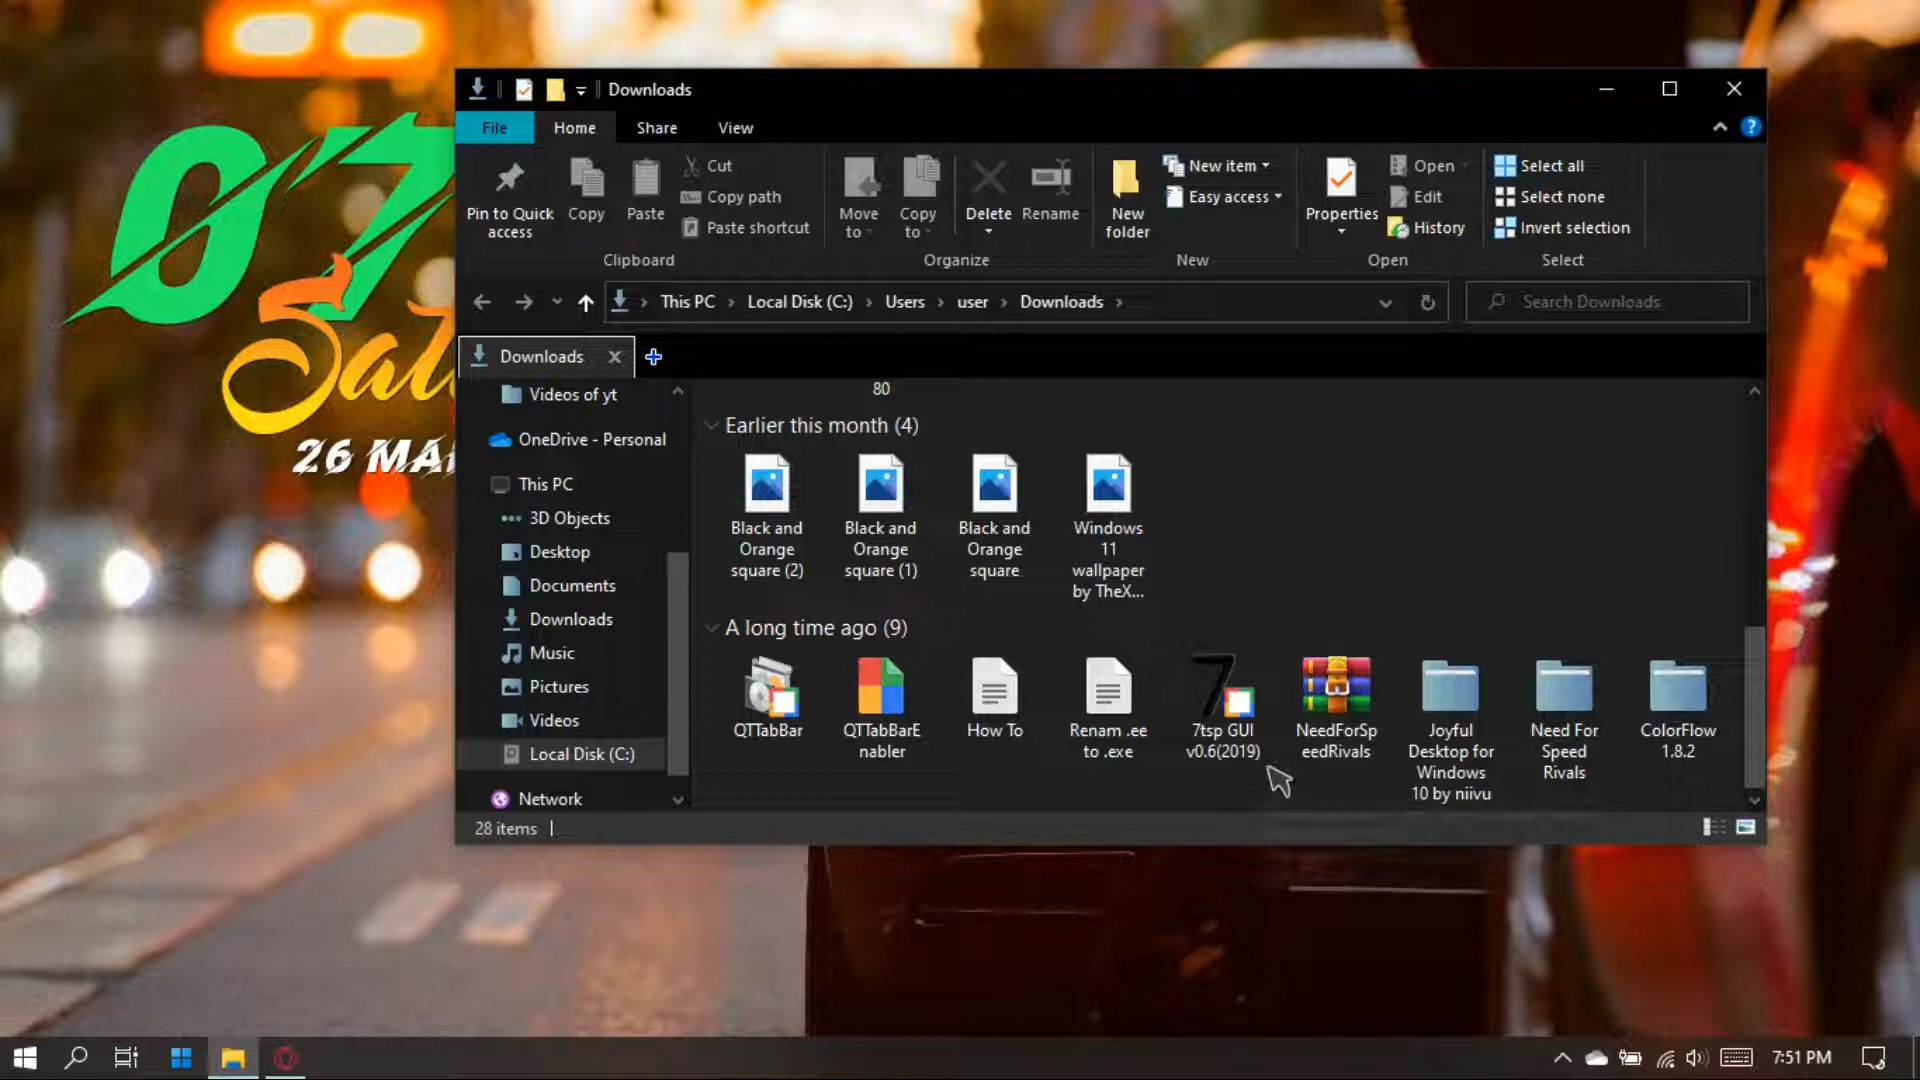 Downloads
File Home Share View
Pin to Quick access
Copy
Paste
Cut
Copy path
Paste shortcut
Clipboard
Move to
Copy to
Delete
Rename
Organize
New folder
New item
Easy access
New
Properties
Open
Edit
History
Open
Select all
Select none
Invert selection
Select
This PC Local Disk (C:) Users user Downloads
Search Downloads
Downloads
Videos of yt
OneDrive - Personal
This PC
3D Objects
Desktop
Documents
Downloads
Music
Pictures
Videos
Local Disk (C:)
Network
80
Earlier this month (4)
Black and
Orange
square (2)
Black and
Orange
square (1)
Black and
Orange
square
Windows
11
wallpaper
by TheX...
A long time ago (9)
QTTabBar
QTTabBarE
nabler
How To
Renam .ee
to .exe
7tsp GUI
v0.6(2019)
NeedForSp
eedRivals
Joyful
Desktop for
Windows
10 by niivu
Need For
Speed
Rivals
ColorFlow
1.8.2
28 items
07
Sat
26 MA
7:51 PM